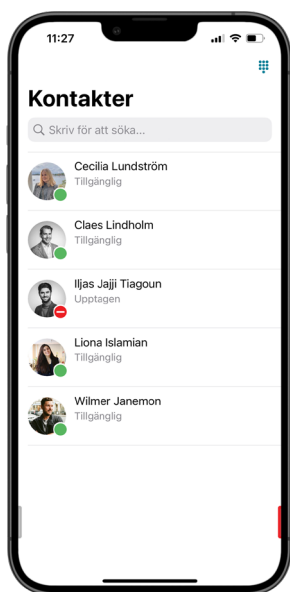 11:27
Kontakter
Skriv för att söka...
Cecilia Lundström
Tillgänglig
Claes Lindholm
Tillgänglig
Iljas Jajji Tiagoun
Upptagen
Liona Islamian
Tillgänglig
Wilmer Janemon
Tillgänglig